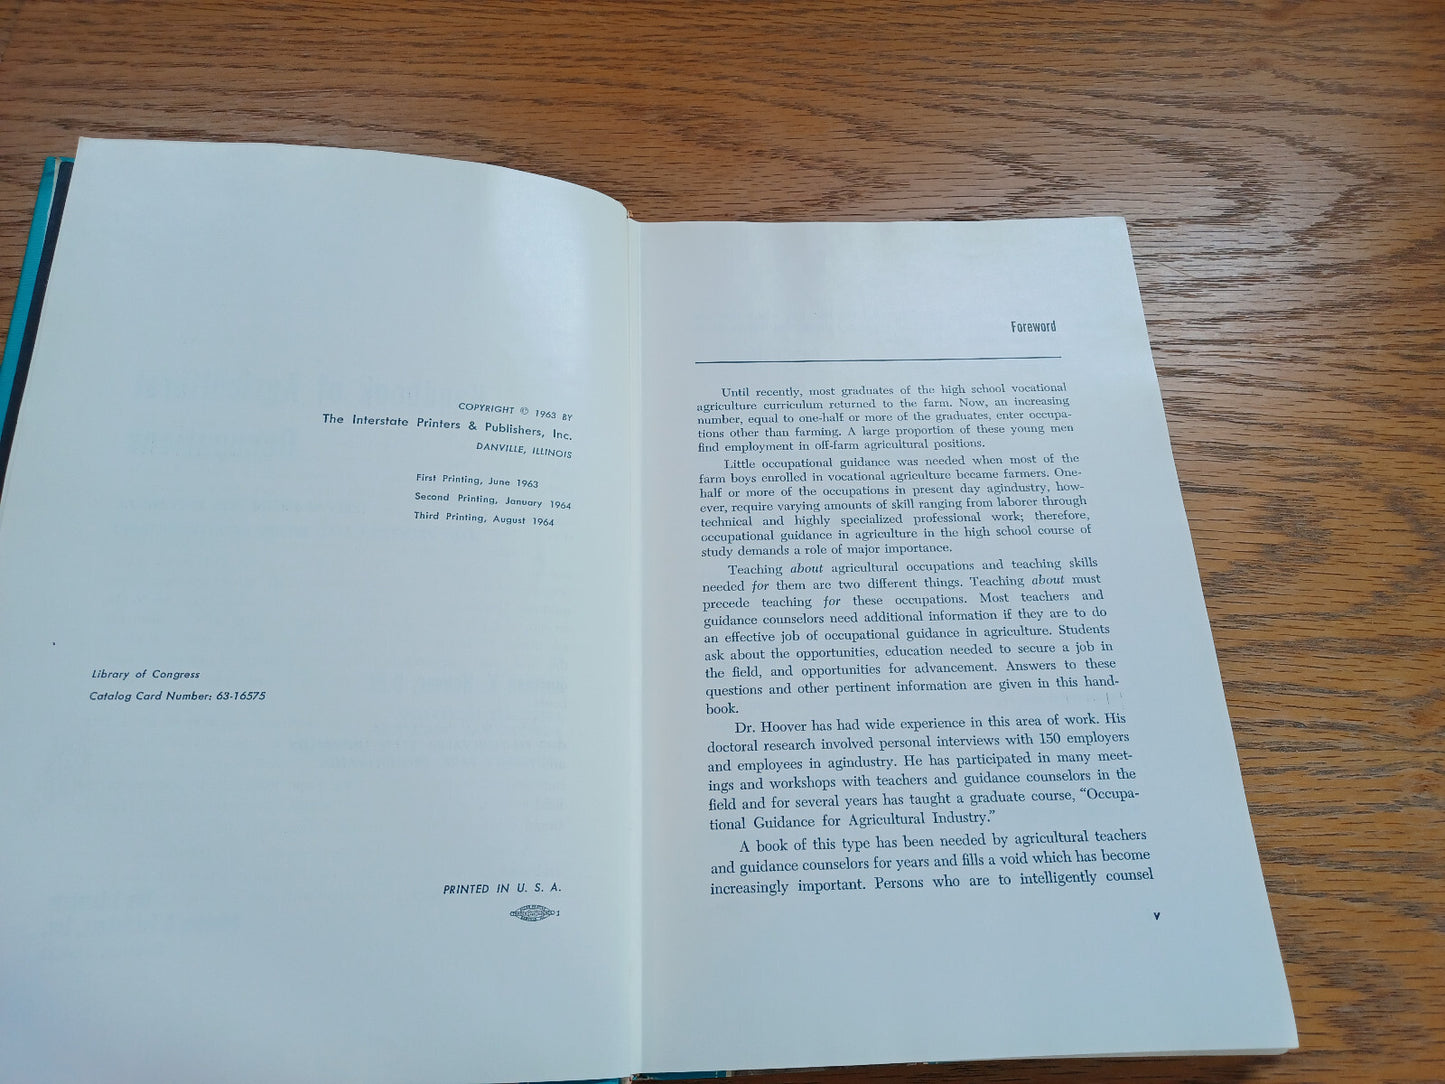 COPYRIGHT © 1963 BY
The Interstate Printers & Publishers, Inc.
DANVILLE, ILLINOIS
First Printing, June 1963
Second Printing, January 1964
Third Printing, August 1964
Library of Congress
Catalog Card Number: 63-16575
PRINTED IN U. S. A.
1
Foreword
Until recently, most graduates of the high school vocational
agriculture curriculum returned to the farm. Now, an increasing
number, equal to one-half or more of the graduates, enter occupa-
tions other than farming. A large proportion of these young men
find employment in off-farm agricultural positions.
Little occupational guidance was needed when most of the
farm boys enrolled in vocational agriculture became farmers. One-
half or more of the occupations in present day agindustry, how-
ever, require varying amounts of skill ranging from laborer through
technical and highly specialized professional work; therefore,
occupational guidance in agriculture in the high school course of
study demands a role of major importance.
Teaching about agricultural occupations and teaching skills
needed for them are two different things. Teaching about must
precede teaching for these occupations. Most teachers and
guidance counselors need additional information if they are to do
an effective job of occupational guidance in agriculture. Students
ask about the opportunities, education needed to secure a job in
the field, and opportunities for advancement. Answers to these
questions and other pertinent information are given in this hand-
book.
Dr. Hoover has had wide experience in this area of work. His
doctoral research involved personal interviews with 150 employers
and employees in agindustry. He has participated in many meet-
ings and workshops with teachers and guidance counselors in the
field and for several years has taught a graduate course, “Occupa-
tional Guidance for Agricultural Industry.”
A book of this type has been needed by agricultural teachers
and guidance counselors for years and fills a void which has become
increasingly important. Persons who are to intelligently counsel
v